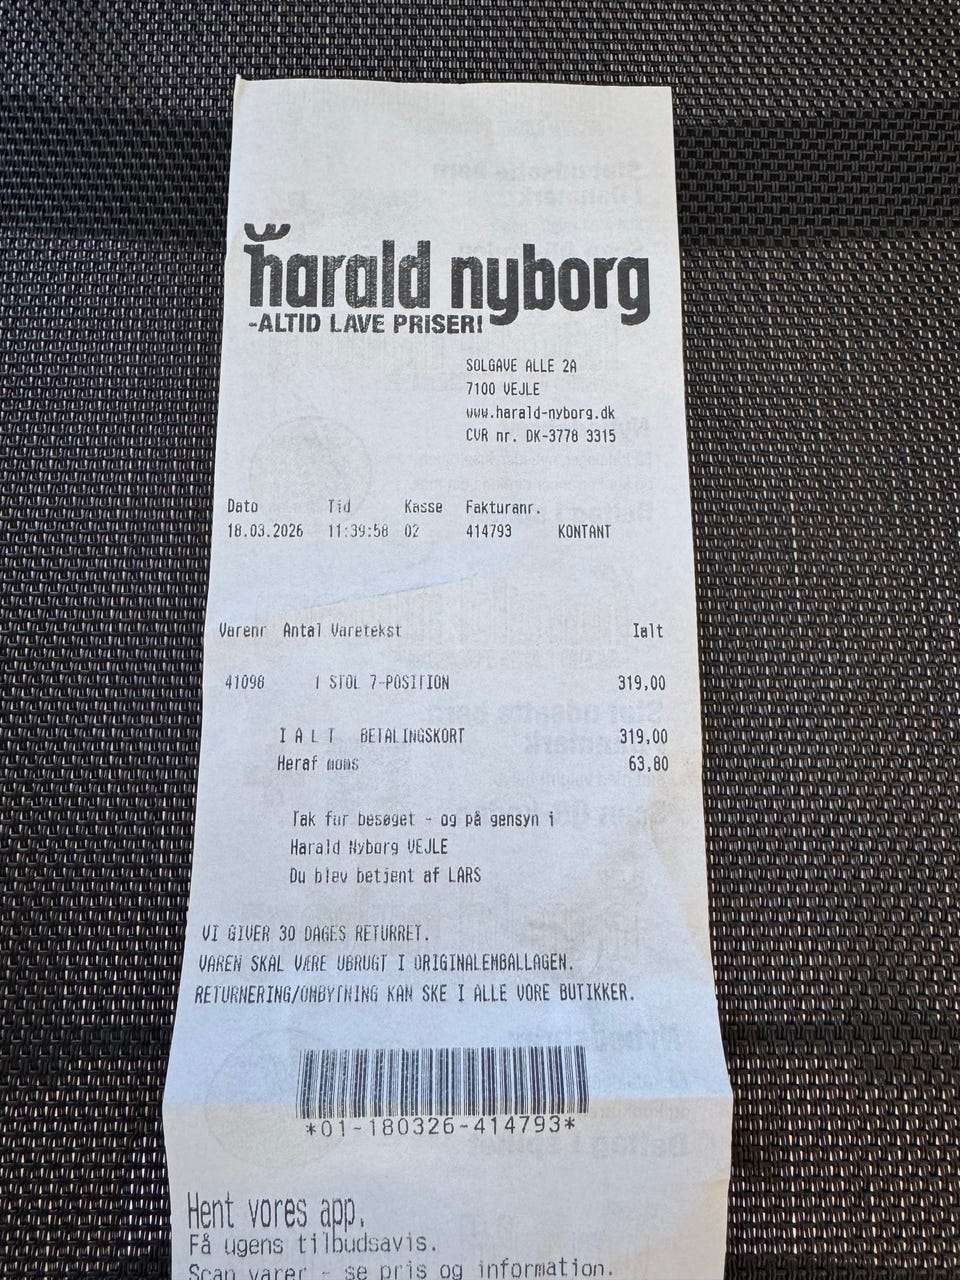 harald nyborg
-ALTID LAVE PRISER!
SOLGAVE ALLE 2A
7100 VEJLE
www.harald-nyborg.dk
CVR nr. DK-3778 3315
Dato Tid Kasse Fakturanr.
18.03.2026 11:39:58 02 414793 KONTANT
Varenr Antal Varetekst Ialt
41098 1 STOL 7-POSITION 319,00
I A L T BETALINGSKORT 319,00
Heraf moms 63,80
Tak for besøget - og på gensyn i
Harald Nyborg VEJLE
Du blev betjent af LARS
VI GIVER 30 DAGES RETURRET.
VAREN SKAL VÆRE UBRUGT I ORIGINALEMBALLAGEN.
RETURNERING/OMBYTNING KAN SKE I ALLE VORE BUTIKKER.
*01-180326-414793*
Hent vores app.
Få ugens tilbudsavis.
Scan varer - se pris og information.